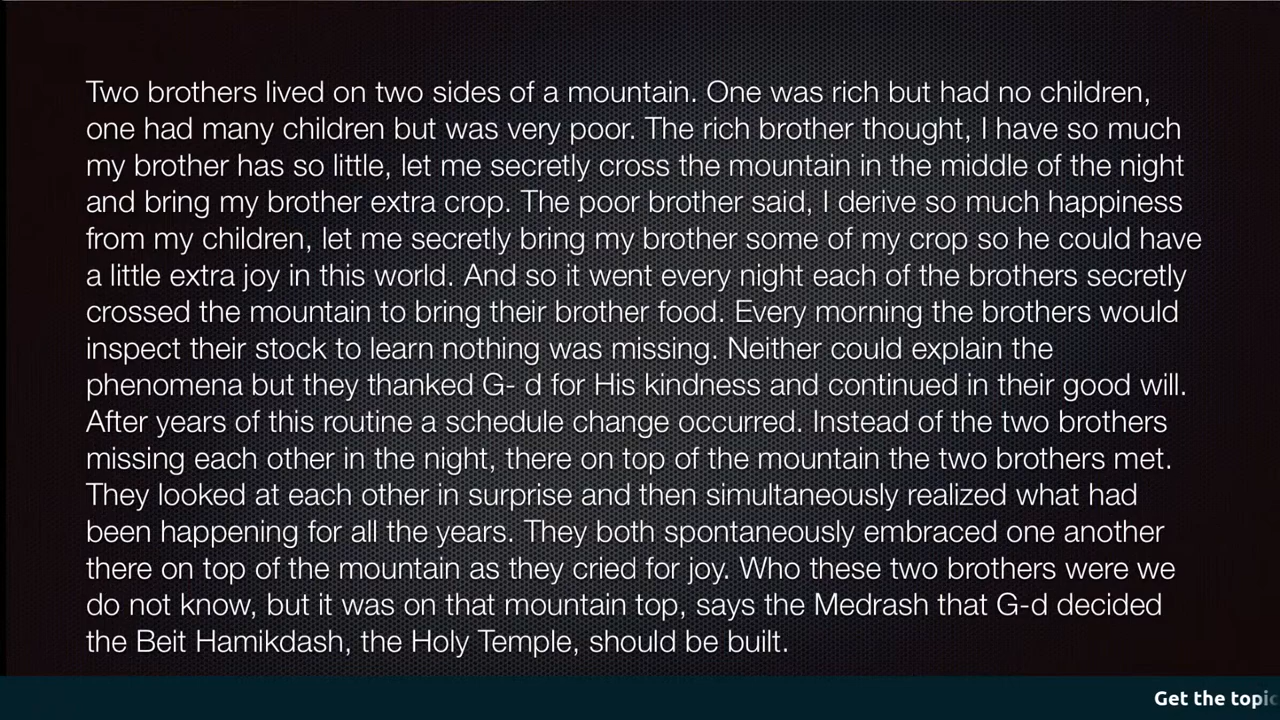 Two brothers lived on two sides of a mountain. One was rich but had no children,
one had many children but was very poor. The rich brother thought, I have so much
my brother has so little, let me secretly cross the mountain in the middle of the night
and bring my brother extra crop. The poor brother said, I derive so much happiness
from my children, let me secretly bring my brother some of my crop so he could have
a little extra joy in this world. And so it went every night each of the brothers secretly
crossed the mountain to bring their brother food. Every morning the brothers would
inspect their stock to learn nothing was missing. Neither could explain the
phenomena but they thanked G- d for His kindness and continued in their good will.
After years of this routine a schedule change occurred. Instead of the two brothers
missing each other in the night, there on top of the mountain the two brothers met.
They looked at each other in surprise and then simultaneously realized what had
been happening for all the years. They both spontaneously embraced one another
there on top of the mountain as they cried for joy. Who these two brothers were we
do not know, but it was on that mountain top, says the Medrash that G-d decided
the Beit Hamikdash, the Holy Temple, should be built.
Get the topic